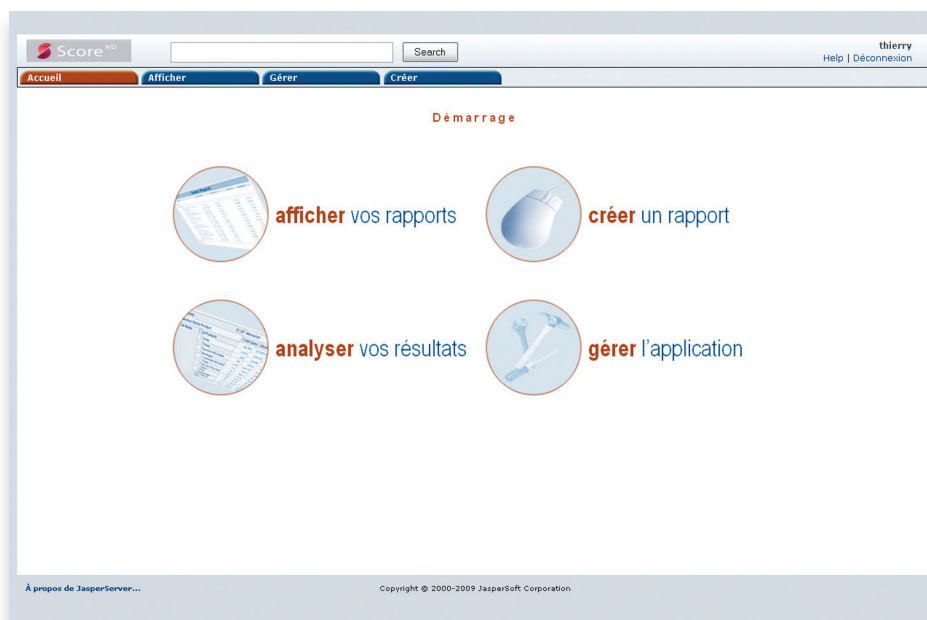 Score MD
Search
thierry
Help | Déconnexion
Accueil
Afficher
Gérer
Créer
Démarrage
afficher vos rapports
créer un rapport
analyser vos résultats
gérer l'application
À propos de JasperServer...
Copyright © 2000-2009 JasperSoft Corporation